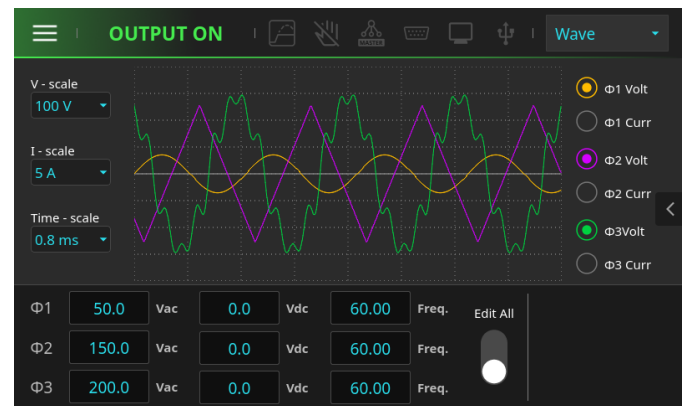 OUTPUT ON
MASTER
Wave
V - scale
100 V
I - scale
5 A
Time - scale
0.8 ms
Φ1 Volt
Φ1 Curr
Φ2 Volt
Φ2 Curr
Φ3Volt
Φ3 Curr
Φ1 50.0 Vac 0.0 Vdc 60.00 Freq.
Edit All
Φ2 150.0 Vac 0.0 Vdc 60.00 Freq.
Φ3 200.0 Vac 0.0 Vdc 60.00 Freq.